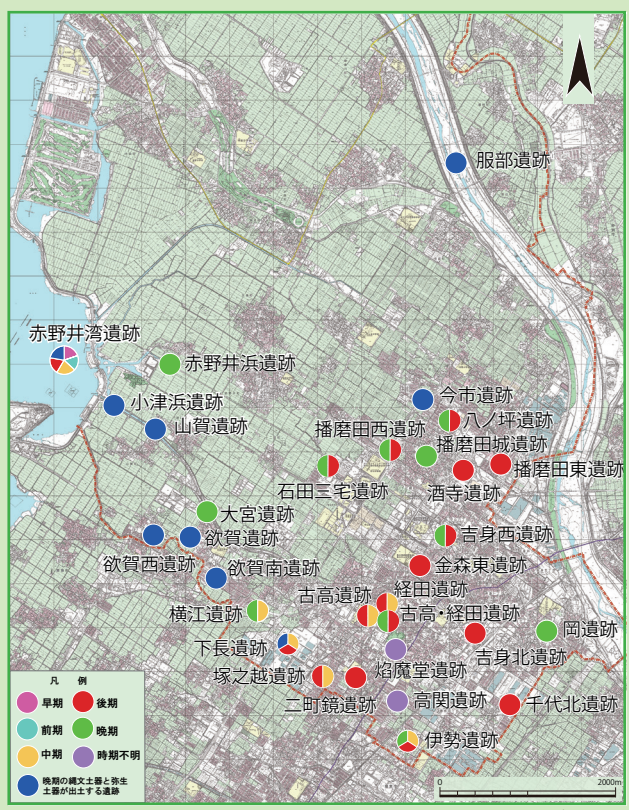 服部遺跡
赤野井湾遺跡
赤野井浜遺跡
小津浜遺跡
山賀遺跡
今市遺跡
八ノ坪遺跡
播磨田西遺跡
播磨田城遺跡
播磨田東遺跡
石田三宅遺跡
酒寺遺跡
大宮遺跡
欲賀遺跡
吉身西遺跡
欲賀西遺跡
金森東遺跡
欲賀南遺跡
古高遺跡
経田遺跡
横江遺跡
古高・経田遺跡
岡遺跡
下長遺跡
吉身北遺跡
塚之越遺跡
焰魔堂遺跡
二町鏡遺跡
高関遺跡
千代北遺跡
伊勢遺跡
凡 例
早期 後期
前期 晩期
中期 時期不明
晩期の縄文土器と弥生
土器が出土する遺跡
0 2000m